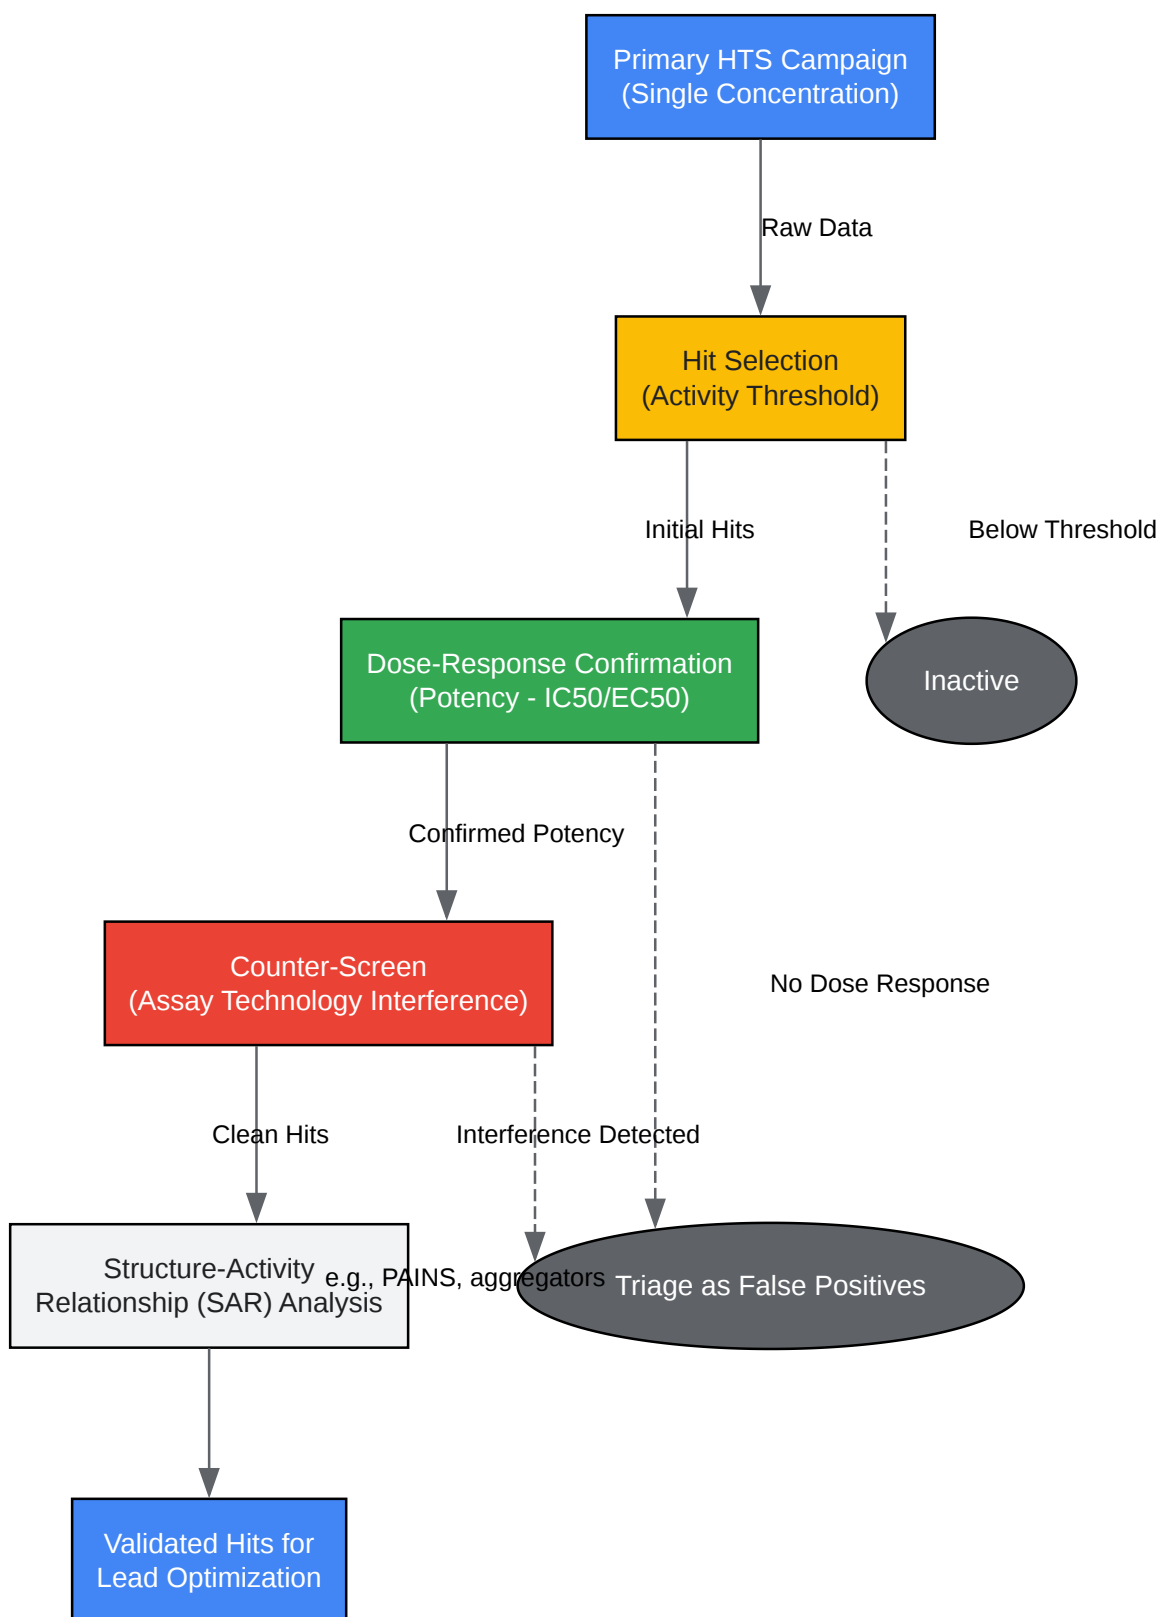 Primary HTS Campaign
(Single Concentration)
Raw Data
Hit Selection
(Activity Threshold)
Initial Hits
Below Threshold
Dose-Response Confirmation
(Potency - IC50/EC50)
Inactive
Confirmed Potency
Counter-Screen
(Assay Technology Interference)
No Dose Response
Clean Hits
Interference Detected
Structure-Activity
Relationship (SAR) Analysis
e.g., PAINS, aggregators
Triage as False Positives
Validated Hits for
Lead Optimization